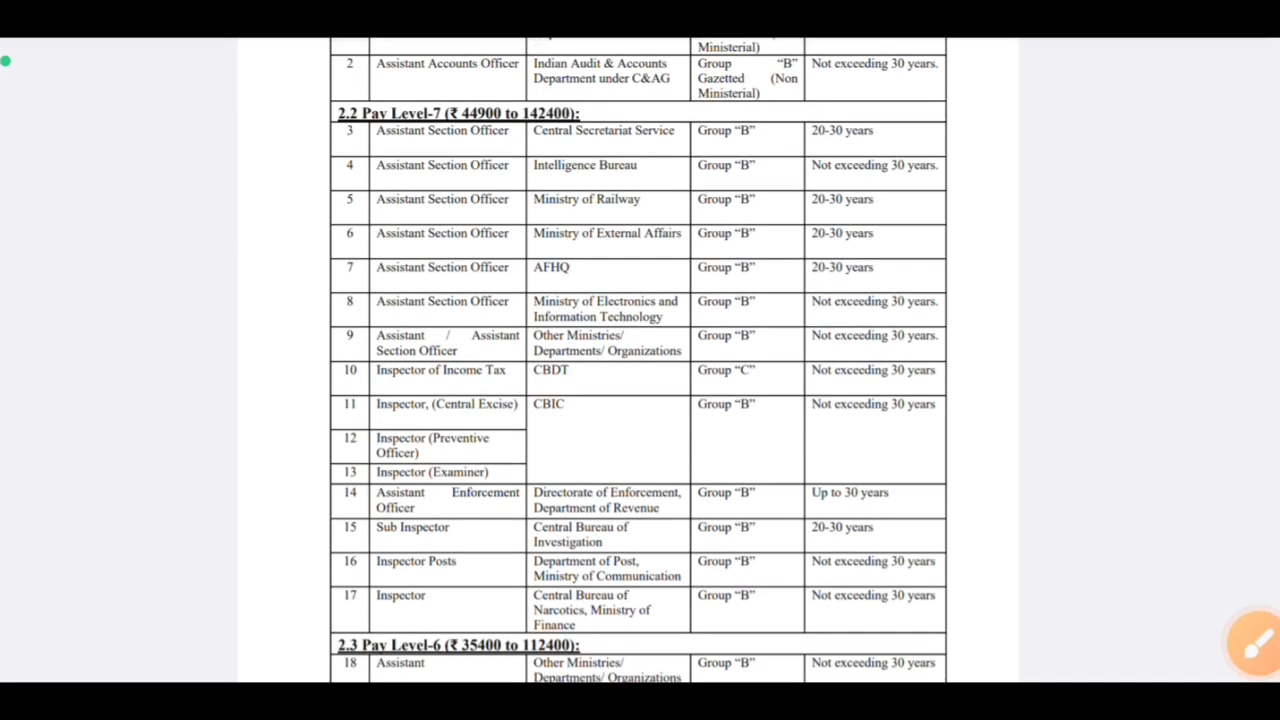 Ministerial)
2 Assistant Accounts Officer Indian Audit & Accounts Group "B" Not exceeding 30 years.
Department under C&AG Gazetted (Non
Ministerial)
2.2 Pay Level-7 (₹ 44900 to 142400):
3 Assistant Section Officer Central Secretariat Service Group “B” 20-30 years
4 Assistant Section Officer Intelligence Bureau Group “B” Not exceeding 30 years.
5 Assistant Section Officer Ministry of Railway Group “B” 20-30 years
6 Assistant Section Officer Ministry of External Affairs Group “B” 20-30 years
7 Assistant Section Officer AFHQ Group “B” 20-30 years
8 Assistant Section Officer Ministry of Electronics and Group “B” Not exceeding 30 years.
Information Technology
9 Assistant / Assistant Other Ministries/ Group “B” Not exceeding 30 years.
Section Officer Departments/ Organizations
10 Inspector of Income Tax CBDT Group “C” Not exceeding 30 years
11 Inspector, (Central Excise) CBIC Group “B” Not exceeding 30 years
12 Inspector (Preventive
Officer)
13 Inspector (Examiner)
14 Assistant Enforcement Directorate of Enforcement, Group “B” Up to 30 years
Officer Department of Revenue
15 Sub Inspector Central Bureau of Group “B” 20-30 years
Investigation
16 Inspector Posts Department of Post, Group “B” Not exceeding 30 years
Ministry of Communication
17 Inspector Central Bureau of Group “B” Not exceeding 30 years
Narcotics, Ministry of
Finance
2.3 Pay Level-6 (₹ 35400 to 112400):
18 Assistant Other Ministries/ Group “B” Not exceeding 30 years
Departments/ Organizations